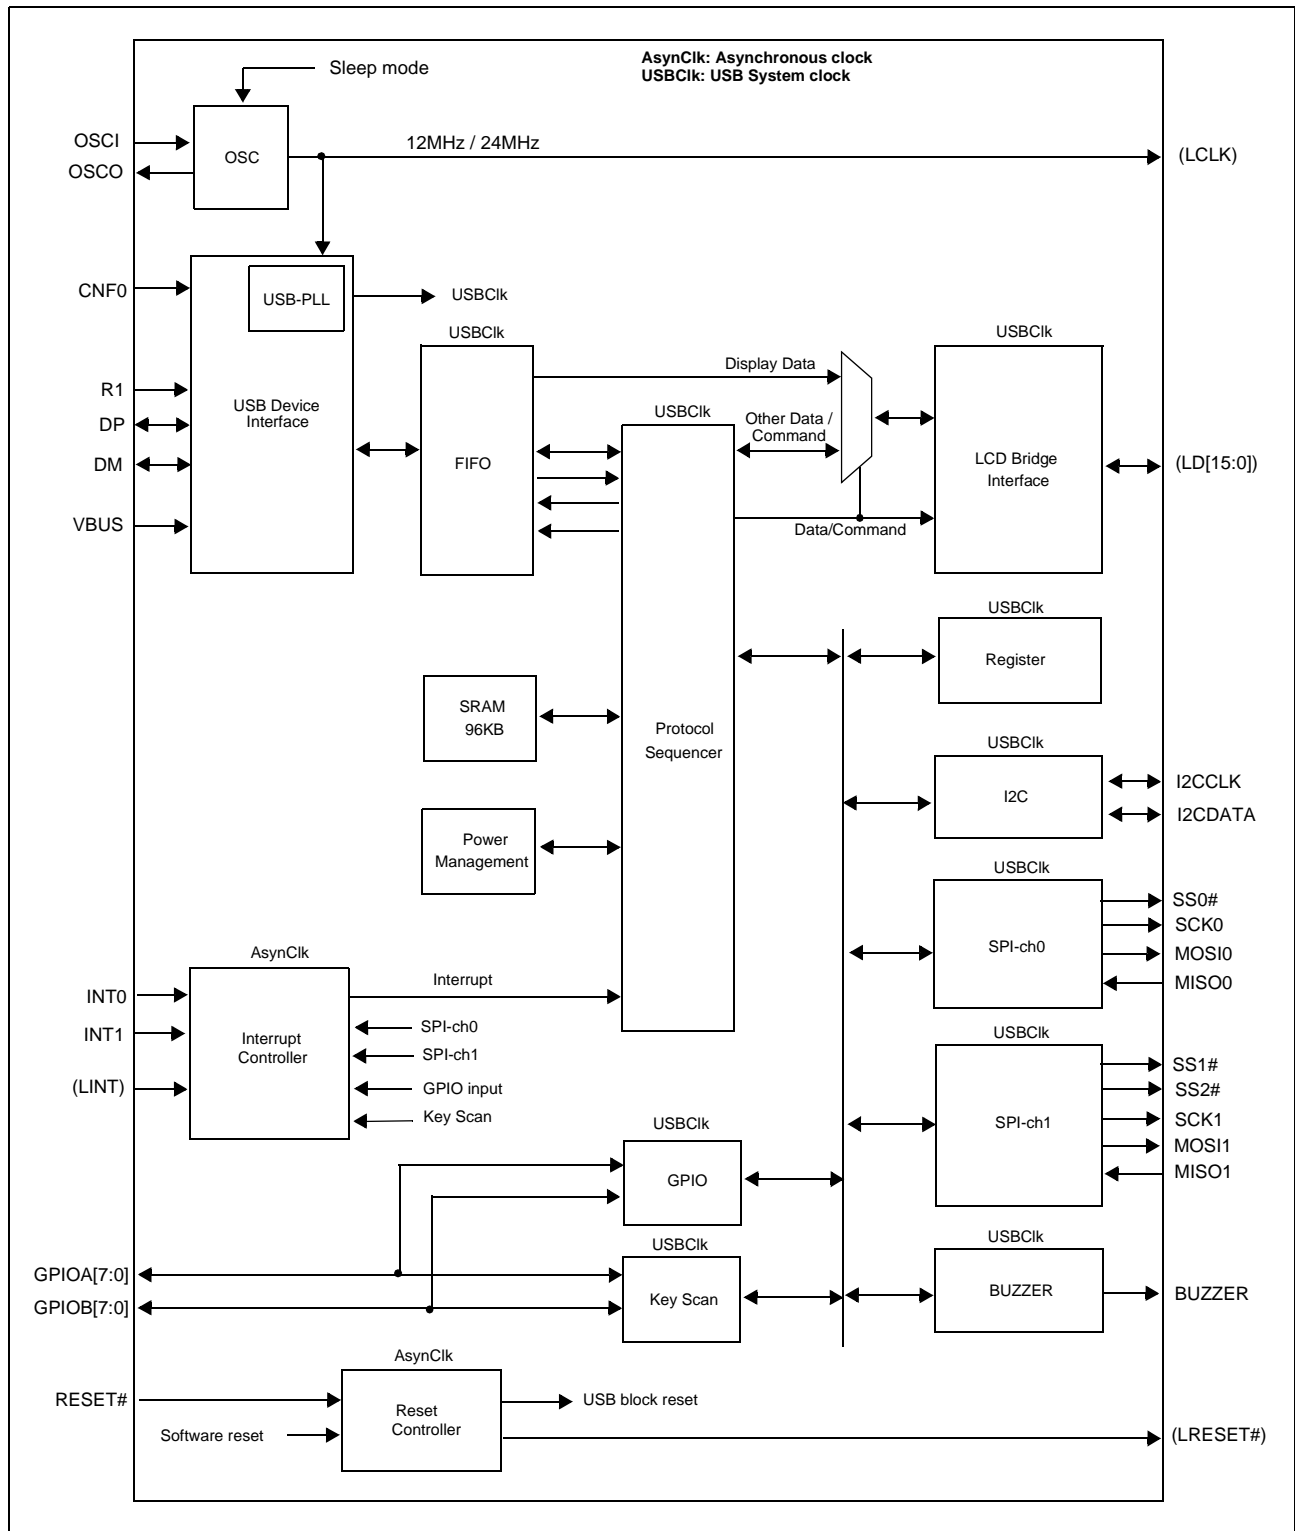 AsynClk: Asynchronous clock
USBClk: USB System clock
Sleep mode
OSCI
OSCO
OSC
12MHz / 24MHz
(LCLK)
CNF0
USB-PLL
USBClk
R1
DP
DM
VBUS
USB Device
Interface
USBClk
FIFO
USBClk
Display Data
Other Data /
Command
Data/Command
USBClk
LCD Bridge
Interface
(LD[15:0])
Protocol
Sequencer
SRAM
96KB
Power
Management
USBClk
Register
USBClk
I2C
I2CCLK
I2CDATA
USBClk
SPI-ch0
SS0#
SCK0
MOSI0
MISO0
AsynClk
INT0
INT1
(LINT)
Interrupt
Controller
Interrupt
SPI-ch0
SPI-ch1
GPIO input
Key Scan
USBClk
SPI-ch1
SS1#
SS2#
SCK1
MOSI1
MISO1
USBClk
GPIO
GPIOA[7:0]
GPIOB[7:0]
USBClk
Key Scan
USBClk
BUZZER
BUZZER
AsynClk
RESET#
Software reset
Reset
Controller
USB block reset
(LRESET#)